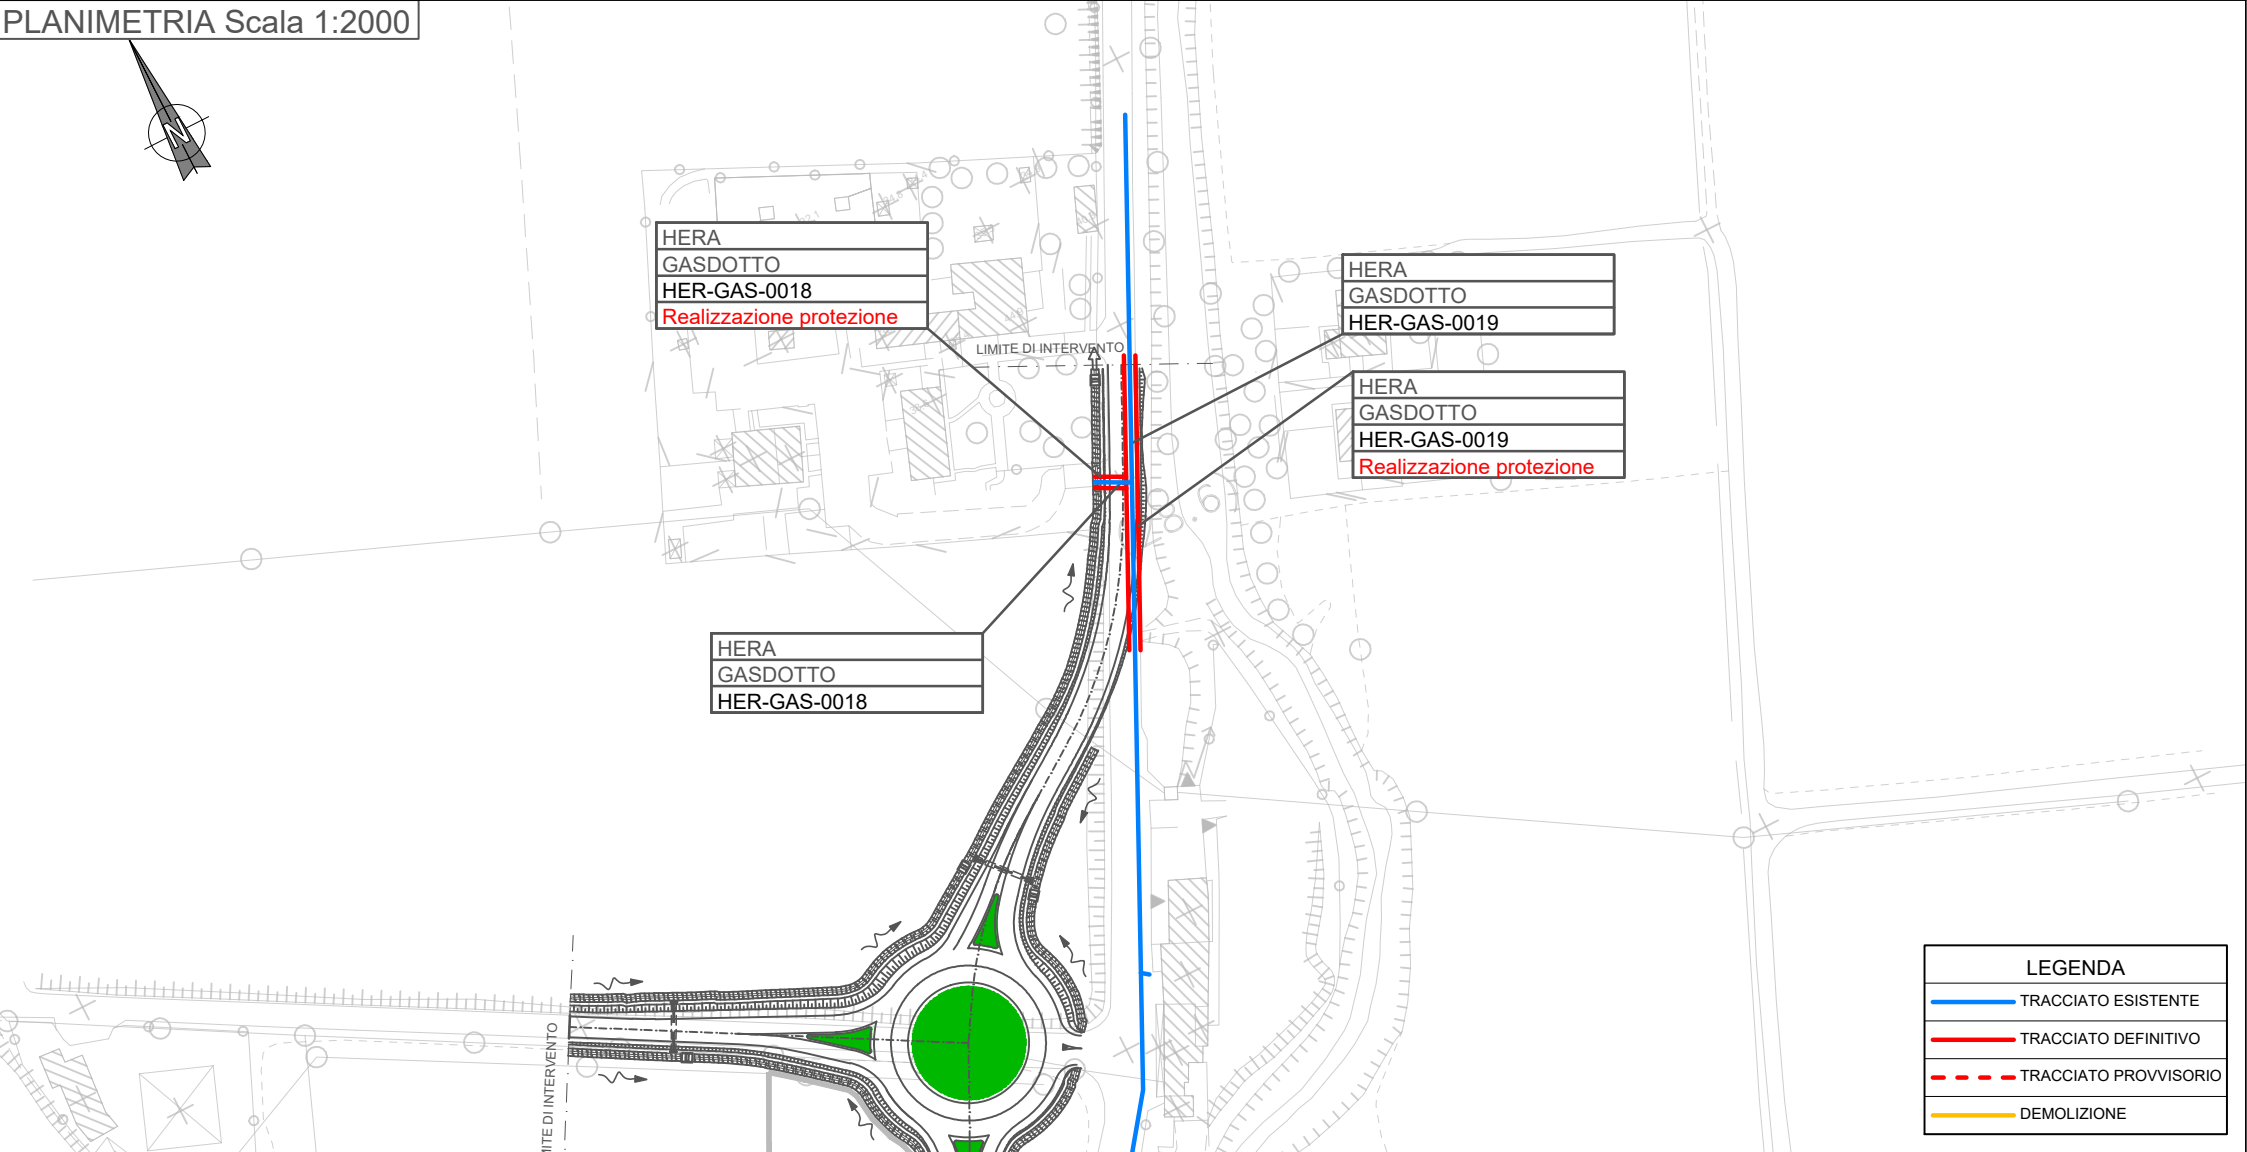 PLANIMETRIA Scala 1:2000
N
HERA
GASDOTTO
HER-GAS-0018
Realizzazione protezione
HERA
GASDOTTO
HER-GAS-0019
LIMITE DI INTERVENTO
HERA
GASDOTTO
HER-GAS-0019
Realizzazione protezione
HERA
GASDOTTO
HER-GAS-0018
MITE DI INTERVENTO
LEGENDA
TRACCIATO ESISTENTE
TRACCIATO DEFINITIVO
TRACCIATO PROVVISORIO
DEMOLIZIONE